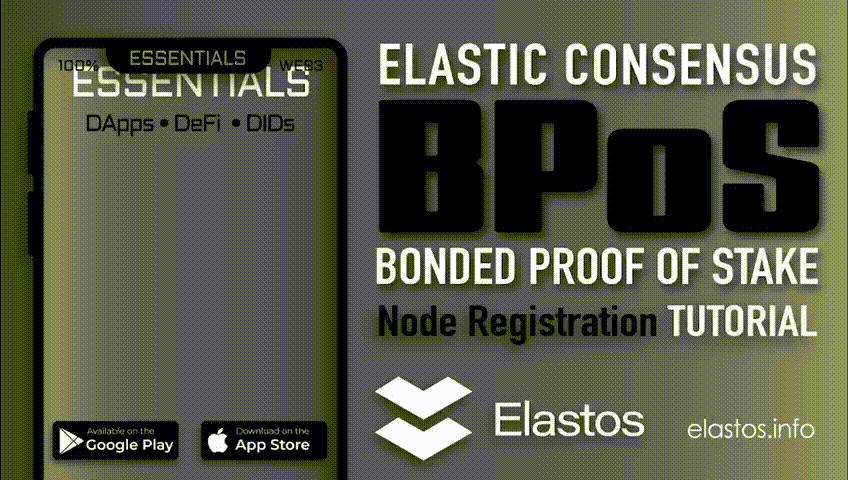 ESSENTIALS
100% WEB3
ESSENTIALS
DApps • DeFi • DIDs
Available on the
Google Play
Download on the
App Store
ELASTIC CONSENSUS
BPoS
BONDED PROOF OF STAKE
Node Registration TUTORIAL
Elastos
elastos.info